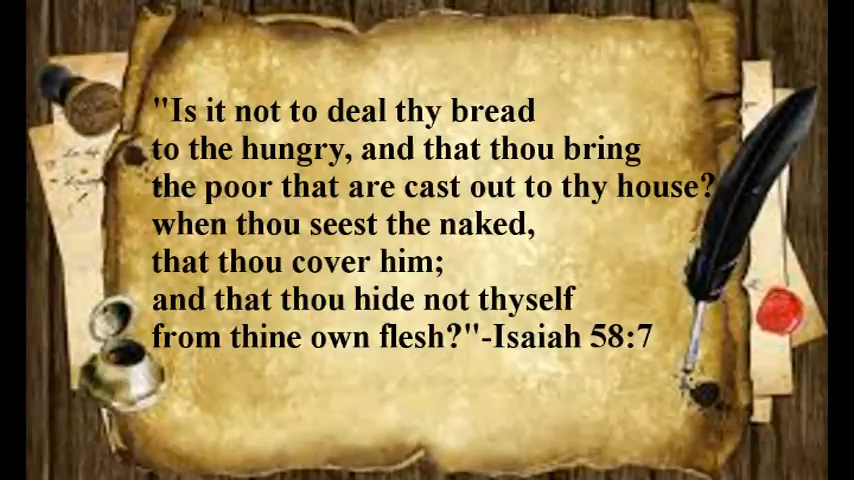 "Is it not to deal thy bread
to the hungry, and that thou bring
the poor that are cast out to thy house?
when thou seest the naked,
that thou cover him;
and that thou hide not thyself
from thine own flesh?"-Isaiah 58:7